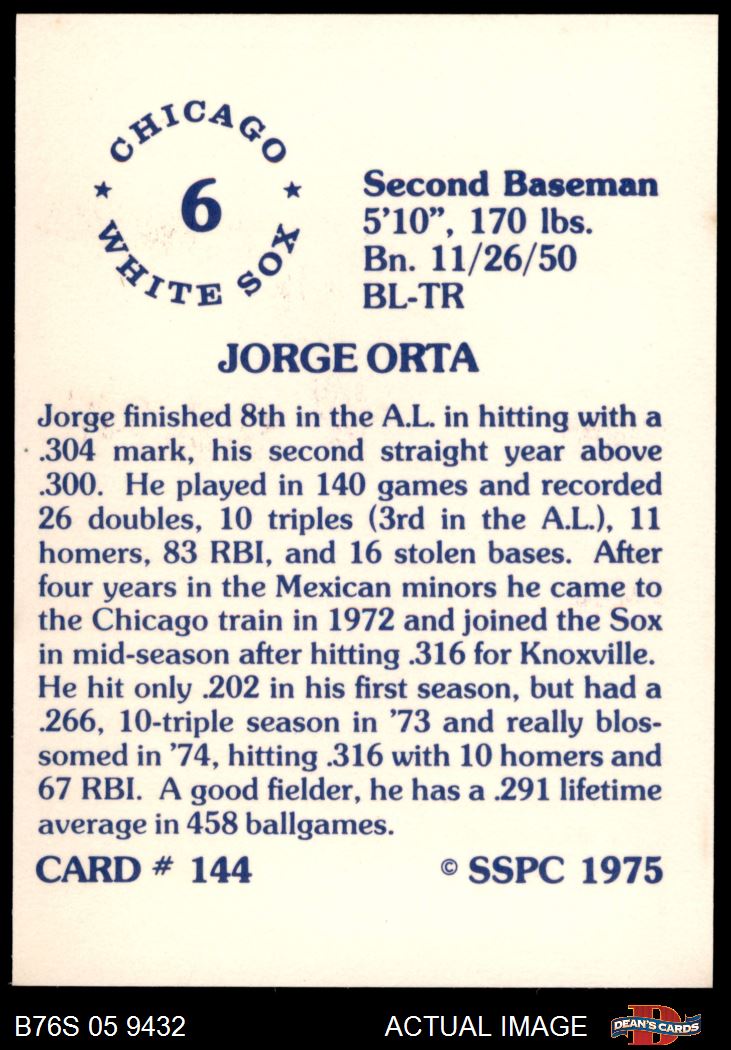 CHICAGO
6
WHITE SOX
Second Baseman
5'10", 170 lbs.
Bn. 11/26/50
BL-TR
JORGE ORTA
Jorge finished 8th in the A.L. in hitting with a
.304 mark, his second straight year above
.300. He played in 140 games and recorded
26 doubles, 10 triples (3rd in the A.L.), 11
homers, 83 RBI, and 16 stolen bases. After
four years in the Mexican minors he came to
the Chicago train in 1972 and joined the Sox
in mid-season after hitting .316 for Knoxville.
He hit only .202 in his first season, but had a
.266, 10-triple season in '73 and really blos-
somed in '74, hitting .316 with 10 homers and
67 RBI. A good fielder, he has a .291 lifetime
average in 458 ballgames.
CARD # 144
© SSPC 1975
B76S 05 9432
ACTUAL IMAGE
D
DEAN'S CARDS